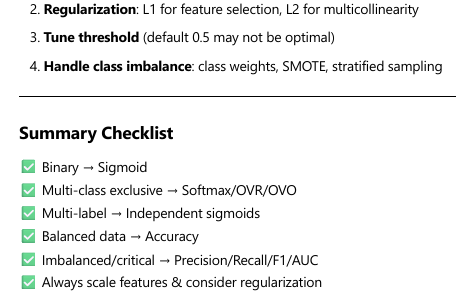 2. Regularization: L1 for feature selection, L2 for multicollinearity
3. Tune threshold (default 0.5 may not be optimal)
4. Handle class imbalance: class weights, SMOTE, stratified sampling
Summary Checklist
✅ Binary → Sigmoid
✅ Multi-class exclusive → Softmax/OVR/OVO
✅ Multi-label → Independent sigmoids
✅ Balanced data → Accuracy
✅ Imbalanced/critical → Precision/Recall/F1/AUC
✅ Always scale features & consider regularization